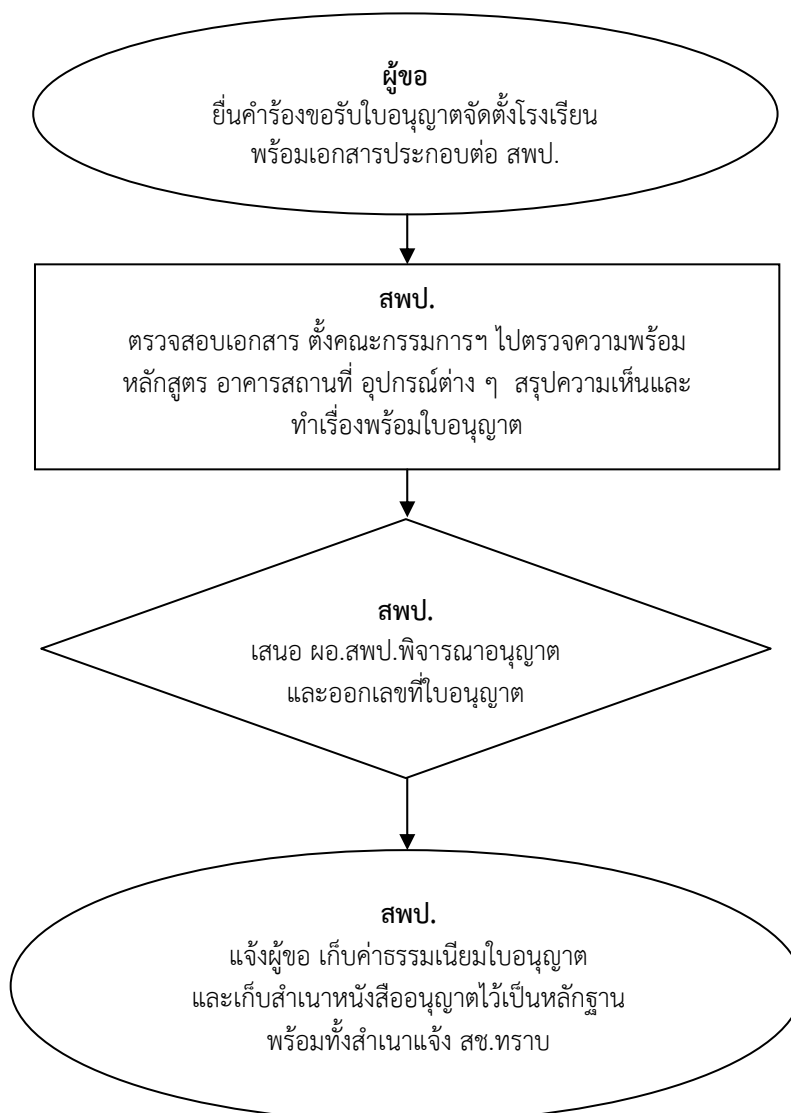 ผู้ขอ
ยื่นคำร้องขอรับใบอนุญาตจัดตั้งโรงเรียน
พร้อมเอกสารประกอบต่อ สพป.
สพป.
ตรวจสอบเอกสาร ตั้งคณะกรรมการฯ ไปตรวจความพร้อม
หลักสูตร อาคารสถานที่ อุปกรณ์ต่าง ๆ สรุปความเห็นและ
ทำเรื่องพร้อมใบอนุญาต
สพป.
เสนอ ผอ.สพป.พิจารณาอนุญาต
และออกเลขที่ใบอนุญาต
สพป.
แจ้งผู้ขอ เก็บค่าธรรมเนียมใบอนุญาต
และเก็บสำเนาหนังสืออนุญาตไว้เป็นหลักฐาน
พร้อมทั้งสำเนาแจ้ง สช.ทราบ